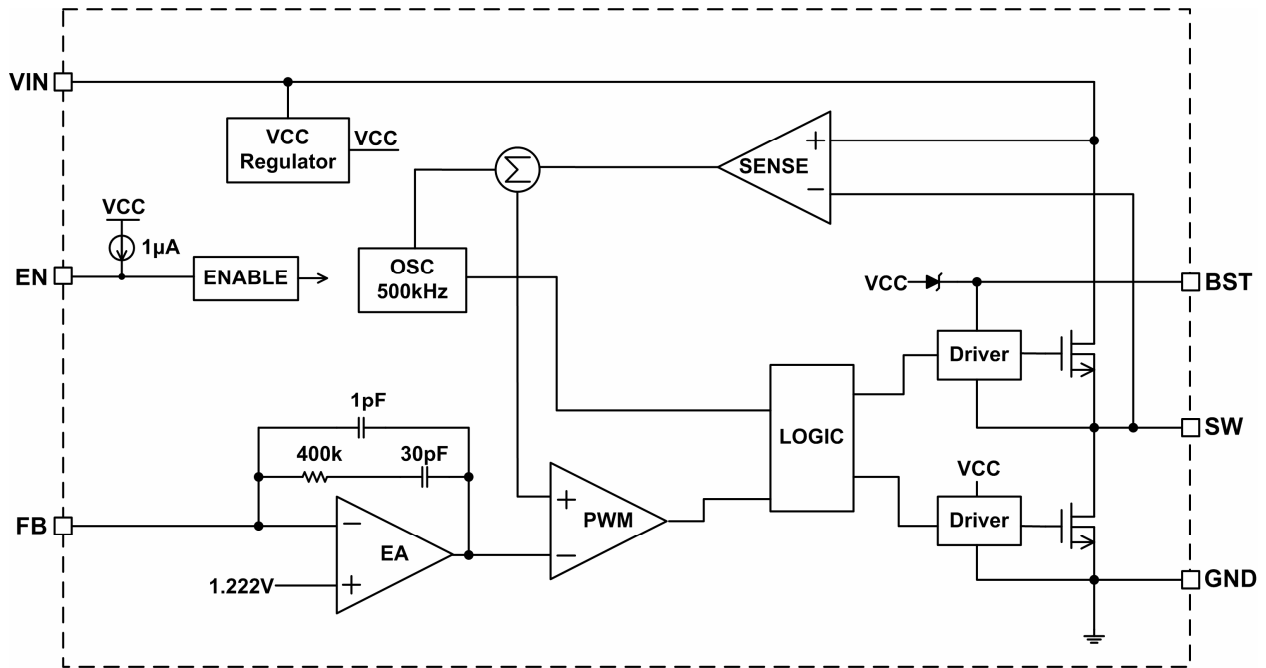 VIN
VCC
Regulator
VCC
Σ
+
SENSE
−
VCC
1µA
EN
ENABLE
OSC
500kHz
VCC
BST
Driver
1pF
400k
30pF
LOGIC
SW
VCC
FB
−
EA
+
1.222V
+
PWM
−
Driver
GND